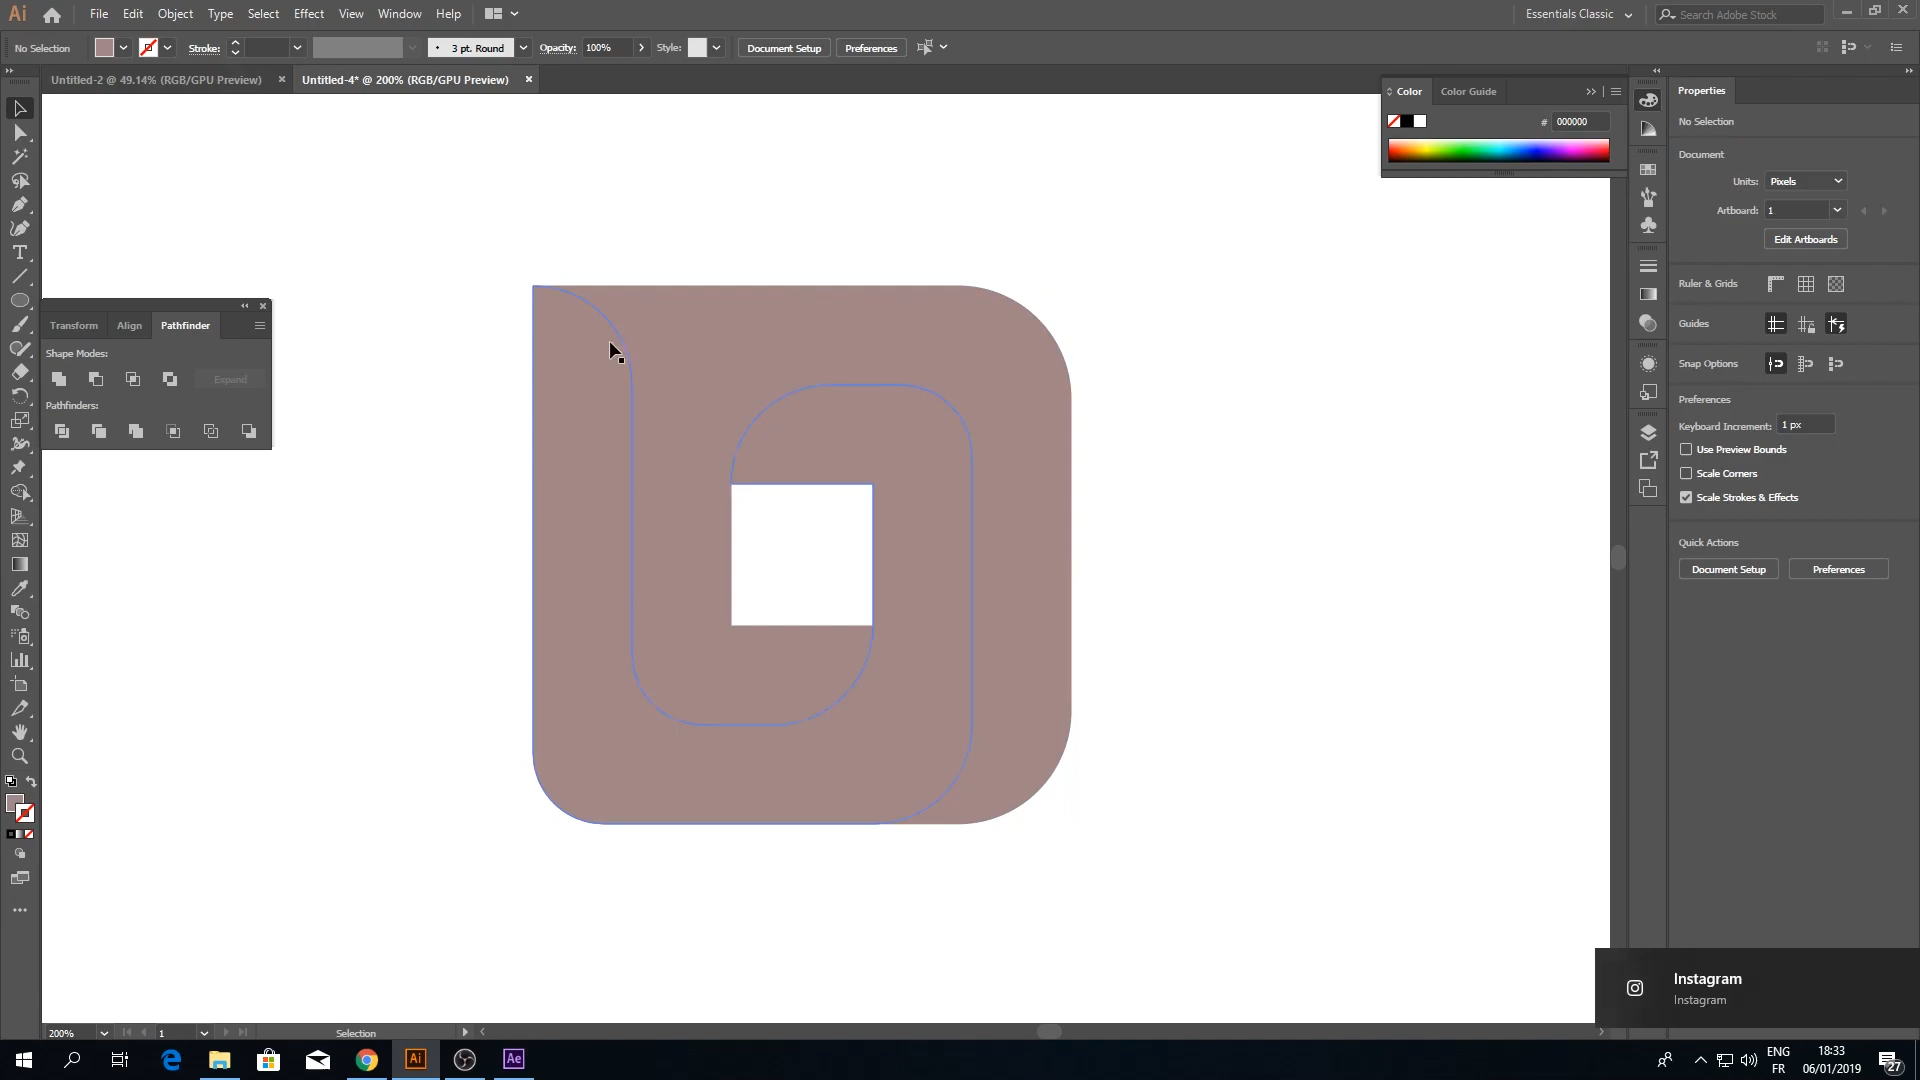 Ai File Edit Object Type Select Effect View Window Help Essentials Classic Search Adobe Stock
No Selection Stroke: 3 pt. Round Opacity: 100% Style: Document Setup Preferences
Untitled-2 @ 49.14% (RGB/GPU Preview) Untitled-4* @ 200% (RGB/GPU Preview)
Color Color Guide
# 000000
Properties
No Selection
Document
Units: Pixels
Artboard: 1
Edit Artboards
Ruler & Grids
Guides
Snap Options
Preferences
Keyboard Increment: 1 px
Use Preview Bounds
Scale Corners
Scale Strokes & Effects
Quick Actions
Document Setup Preferences
Transform Align Pathfinder
Shape Modes:
Expand
Pathfinders:
Instagram
Instagram
200% 1 Selection
Ai Ae
ENG
FR
18:33
06/01/2019
27